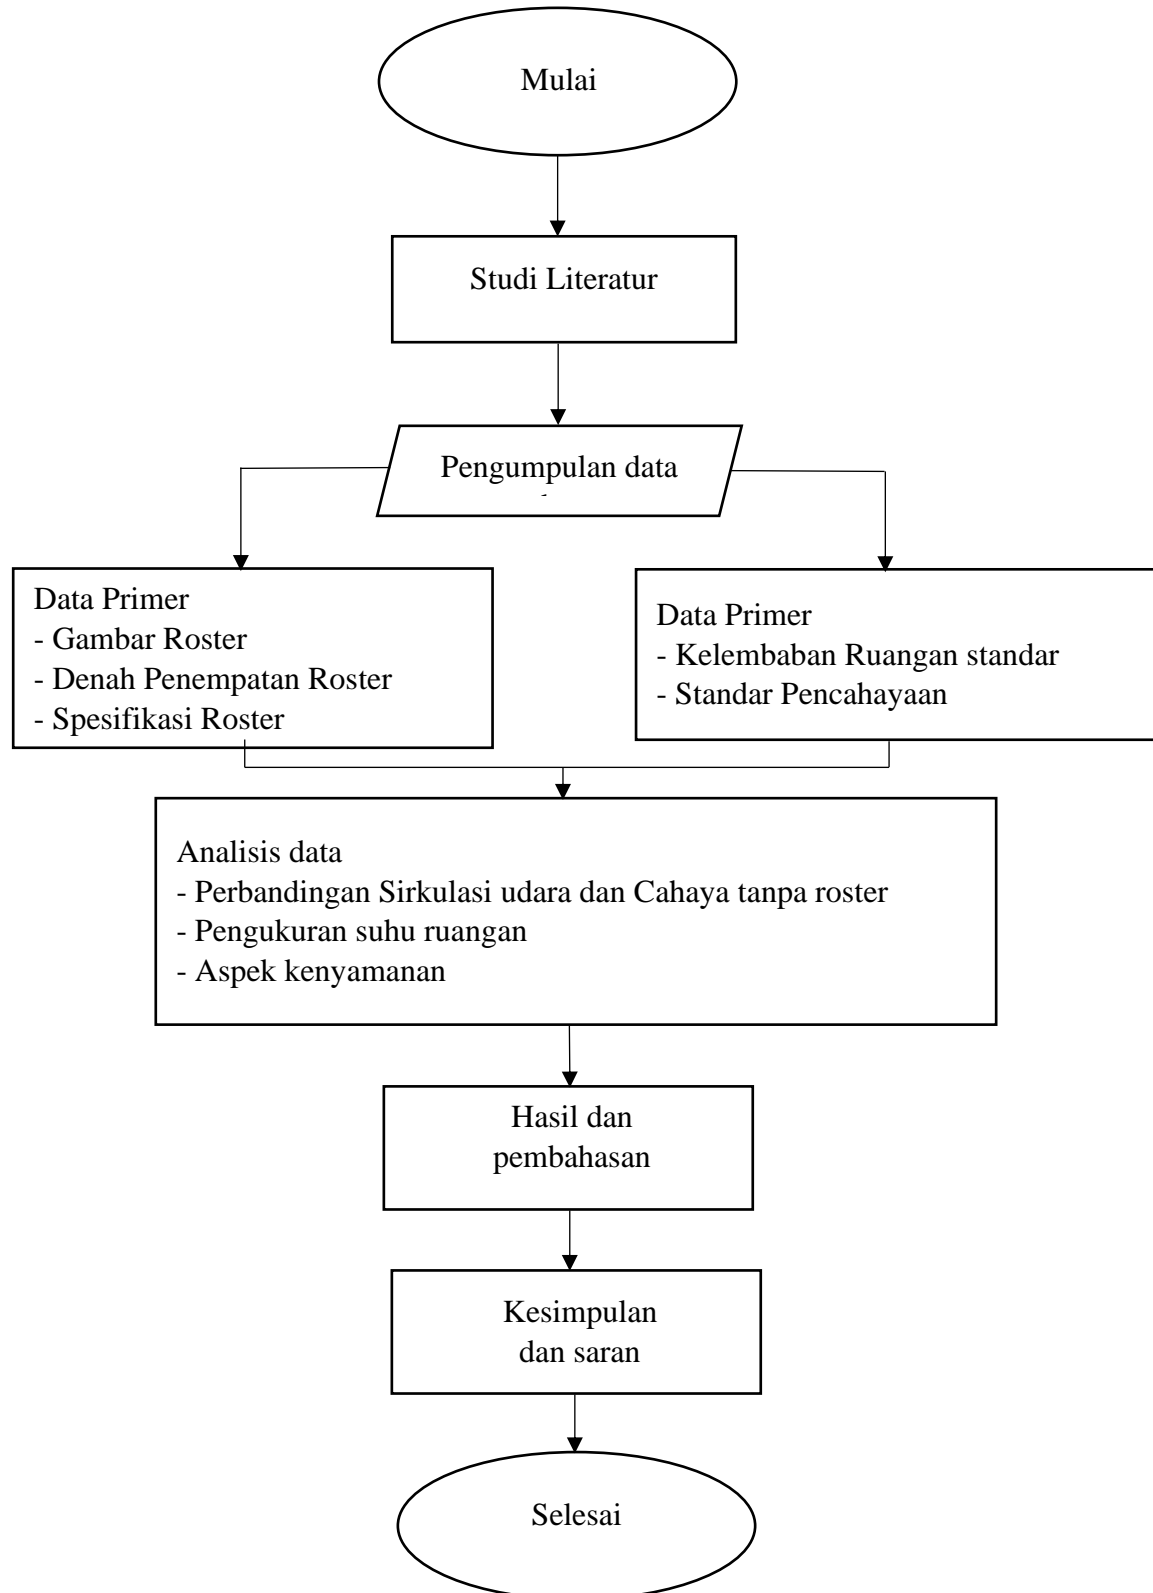 Mulai
Studi Literatur
Pengumpulan data
Data Primer
- Gambar Roster
- Denah Penempatan Roster
- Spesifikasi Roster
Data Primer
- Kelembaban Ruangan standar
- Standar Pencahayaan
Analisis data
- Perbandingan Sirkulasi udara dan Cahaya tanpa roster
- Pengukuran suhu ruangan
- Aspek kenyamanan
Hasil dan
pembahasan
Kesimpulan
dan saran
Selesai